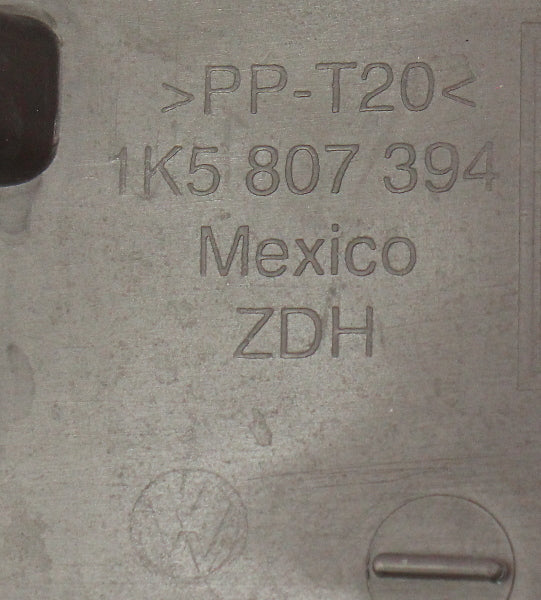 >PP-T20<
1K5 807 394
Mexico
ZDH